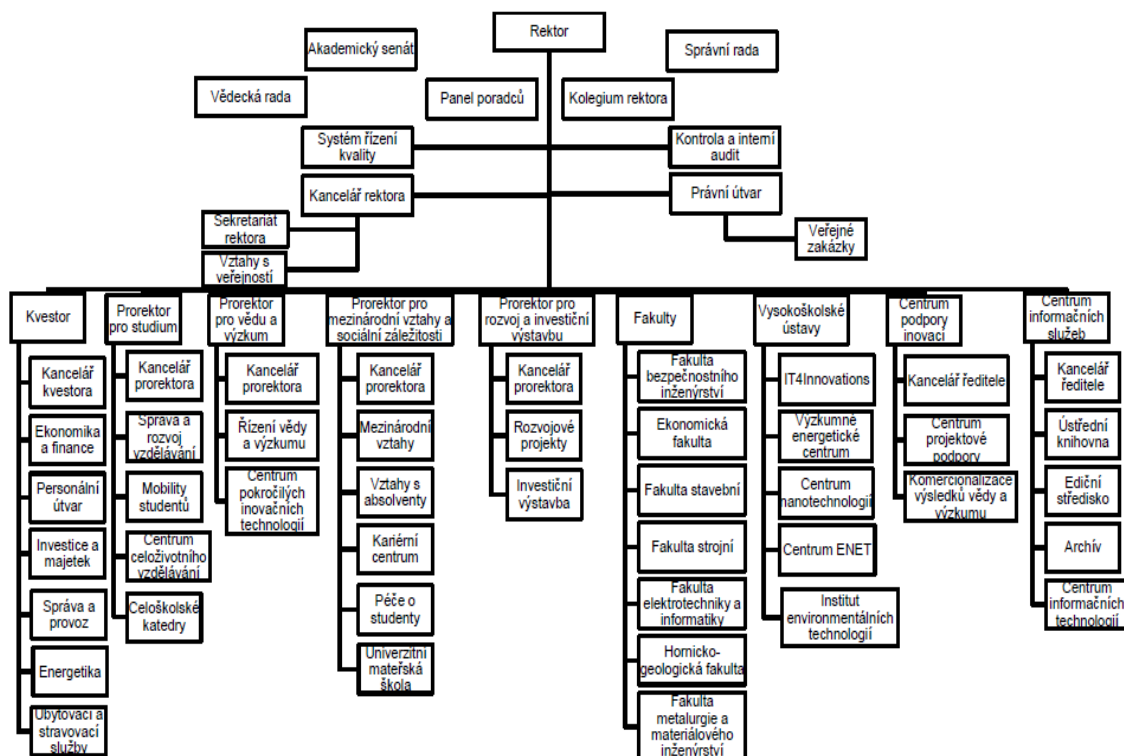 Rektor
Akademický senát
Správní rada
Vědecká rada
Panel poradců
Kolegium rektora
Systém řízení
kvality
Kontrola a interní
audit
Kancelář rektora
Právní útvar
Sekretariát
rektora
Veřejné
zakázky
Vztahy s
veřejností
Kvestor
Prorektor
pro studium
Prorektor
pro vědu a
výzkum
Prorektor pro
mezinárodní vztahy a
sociální záležitosti
Prorektor pro
rozvoj a investiční
výstavbu
Fakulty
Vysokoškolské
ústavy
Centrum
podpory
inovací
Centrum
informačních
služeb
Kancelář
kvestora
Ekonomika
a finance
Personální
útvar
Investice a
majetek
Správa a
provoz
Energetika
Ubytovací a
stravovací
služby
Kancelář
prorektora
Správa a
rozvoj
vzdělávání
Mobility
studentů
Centrum
celoživotního
vzdělávání
Celoškolské
katedry
Kancelář
prorektora
Řízení vědy
a výzkumu
Centrum
pokročilých
inovačních
technologií
Kancelář
prorektora
Mezinárodní
vztahy
Vztahy s
absolventy
Kariérní
centrum
Péče o
studenty
Univerzitní
mateřská
škola
Kancelář
prorektora
Rozvojové
projekty
Investiční
výstavba
Fakulta
bezpečnostního
inženýrství
Ekonomická
fakulta
Fakulta stavební
Fakulta strojní
Fakulta
elektrotechniky a
informatiky
Hornicko-
geologická fakulta
Fakulta
metalurgie a
materiálového
inženýrství
IT4Innovations
Výzkumné
energetické
centrum
Centrum
nanotechnologií
Centrum ENET
Institut
environmentálních
technologií
Kancelář ředitele
Centrum
projektové
podpory
Komercionalizace
výsledků vědy a
výzkumu
Kancelář
ředitele
Ústřední
knihovna
Ediční
středisko
Archív
Centrum
informačních
technologií